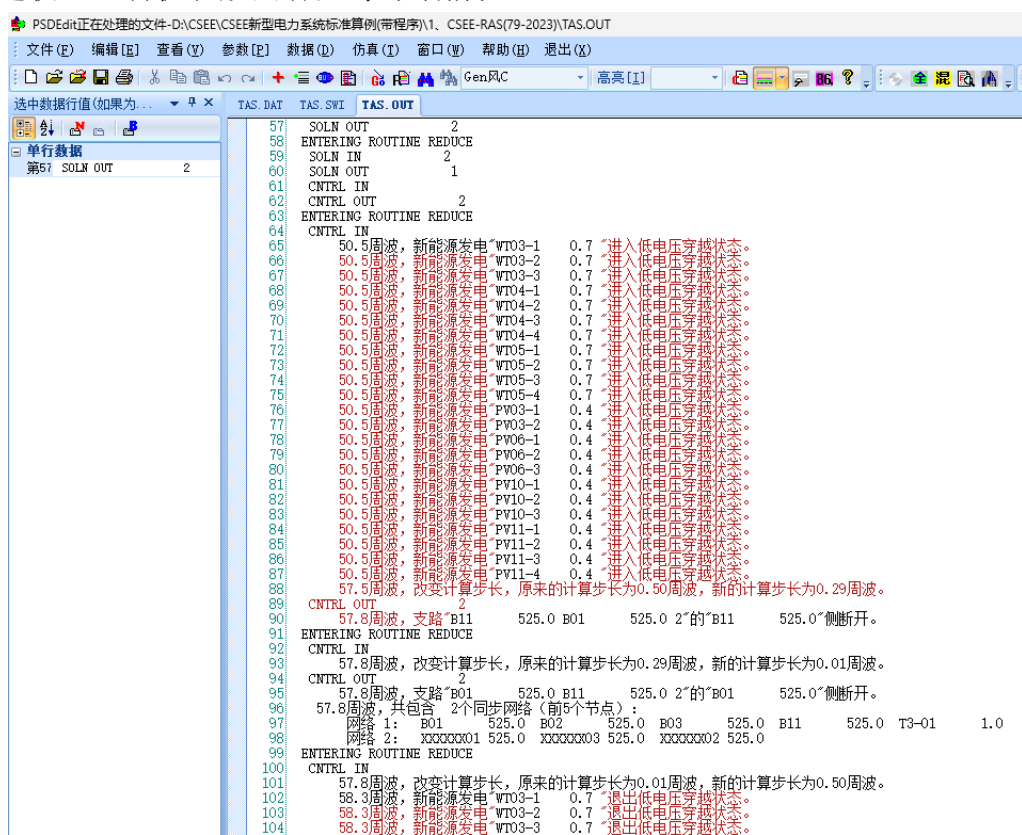 PSDEdit正在处理的文件-D:\CSEE\CSEE新型电力系统标准算例(带程序)\1、CSEE-RAS(79-2023)\TAS.OUT
文件(F) 编辑[E] 查看(V) 参数[P] 数据(D) 仿真(T) 窗口(W) 帮助(H) 退出(X)
Gen风,C 高亮[I] BG 全 混
选中数据行值(如果为... TAS.DAT TAS.SWI TAS.OUT
单行数据
第57 SOLN OUT 2
57 SOLN OUT 2
58 ENTERING ROUTINE REDUCE
59 SOLN IN 2
60 SOLN OUT 1
61 CNTRL IN
62 CNTRL OUT 2
63 ENTERING ROUTINE REDUCE
64 CNTRL IN
65 50.5周波，新能源发电"WT03-1 0.7 "进入低电压穿越状态。
66 50.5周波，新能源发电"WT03-2 0.7 "进入低电压穿越状态。
67 50.5周波，新能源发电"WT03-3 0.7 "进入低电压穿越状态。
68 50.5周波，新能源发电"WT04-1 0.7 "进入低电压穿越状态。
69 50.5周波，新能源发电"WT04-2 0.7 "进入低电压穿越状态。
70 50.5周波，新能源发电"WT04-3 0.7 "进入低电压穿越状态。
71 50.5周波，新能源发电"WT04-4 0.7 "进入低电压穿越状态。
72 50.5周波，新能源发电"WT05-1 0.7 "进入低电压穿越状态。
73 50.5周波，新能源发电"WT05-2 0.7 "进入低电压穿越状态。
74 50.5周波，新能源发电"WT05-3 0.7 "进入低电压穿越状态。
75 50.5周波，新能源发电"WT05-4 0.7 "进入低电压穿越状态。
76 50.5周波，新能源发电"PV03-1 0.4 "进入低电压穿越状态。
77 50.5周波，新能源发电"PV03-2 0.4 "进入低电压穿越状态。
78 50.5周波，新能源发电"PV06-1 0.4 "进入低电压穿越状态。
79 50.5周波，新能源发电"PV06-2 0.4 "进入低电压穿越状态。
80 50.5周波，新能源发电"PV06-3 0.4 "进入低电压穿越状态。
81 50.5周波，新能源发电"PV10-1 0.4 "进入低电压穿越状态。
82 50.5周波，新能源发电"PV10-2 0.4 "进入低电压穿越状态。
83 50.5周波，新能源发电"PV10-3 0.4 "进入低电压穿越状态。
84 50.5周波，新能源发电"PV11-1 0.4 "进入低电压穿越状态。
85 50.5周波，新能源发电"PV11-2 0.4 "进入低电压穿越状态。
86 50.5周波，新能源发电"PV11-3 0.4 "进入低电压穿越状态。
87 50.5周波，新能源发电"PV11-4 0.4 "进入低电压穿越状态。
88 57.5周波，改变计算步长，原来的计算步长为0.50周波，新的计算步长为0.29周波。
89 CNTRL OUT 2
90 57.8周波，支路"B11 525.0 B01 525.0 2"的"B11 525.0"侧断开。
91 ENTERING ROUTINE REDUCE
92 CNTRL IN
93 57.8周波，改变计算步长，原来的计算步长为0.29周波，新的计算步长为0.01周波。
94 CNTRL OUT 2
95 57.8周波，支路"B01 525.0 B11 525.0 2"的"B01 525.0"侧断开。
96 57.8周波，共包含 2个同步网络（前5个节点）：
97 网络 1: B01 525.0 B02 525.0 B03 525.0 B11 525.0 T3-01 1.0
98 网络 2: XXXXXX01 525.0 XXXXXX03 525.0 XXXXXX02 525.0
99 ENTERING ROUTINE REDUCE
100 CNTRL IN
101 57.8周波，改变计算步长，原来的计算步长为0.01周波，新的计算步长为0.50周波。
102 58.3周波，新能源发电"WT03-1 0.7 "退出低电压穿越状态。
103 58.3周波，新能源发电"WT03-2 0.7 "退出低电压穿越状态。
104 58.3周波，新能源发电"WT03-3 0.7 "退出低电压穿越状态。